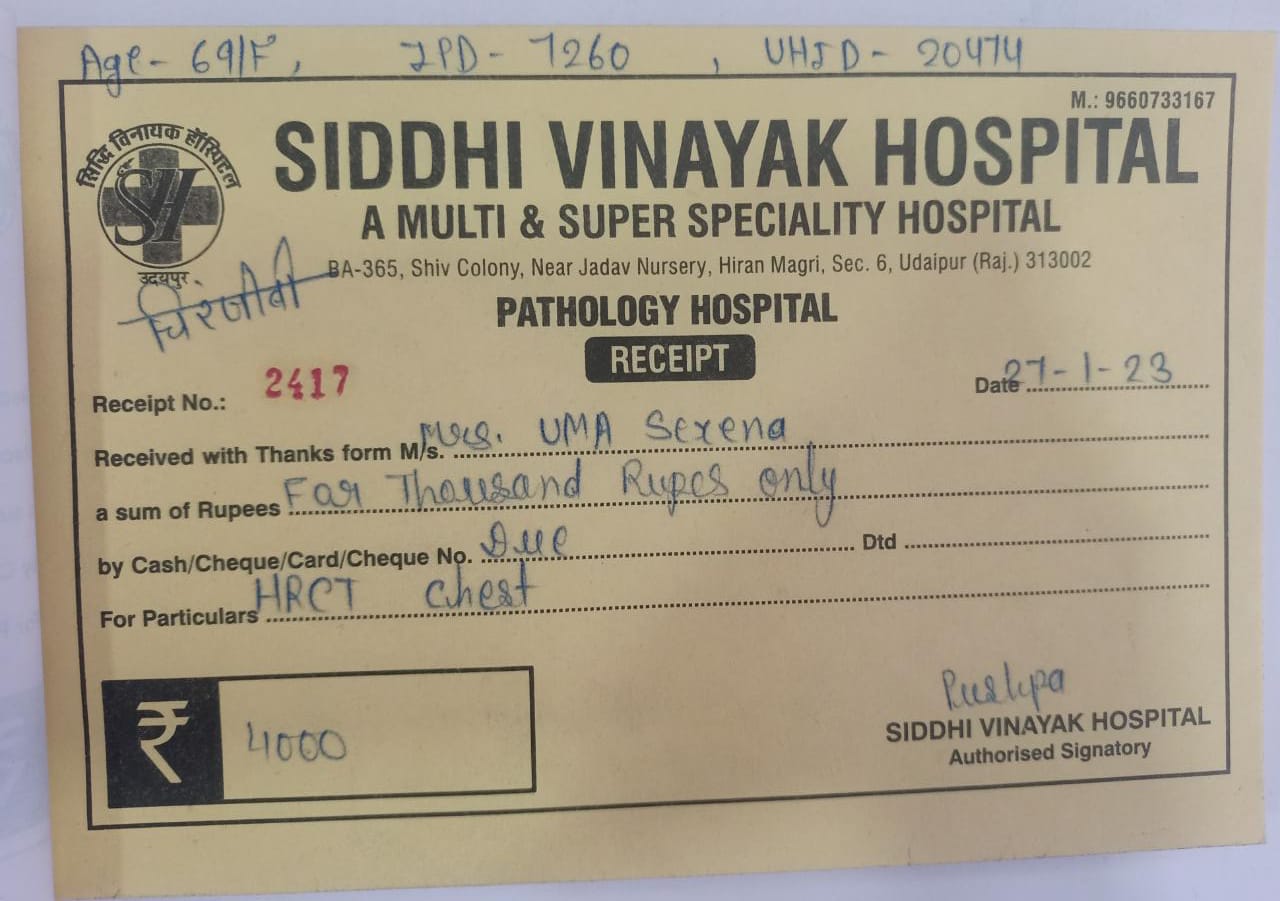 Age - 69/F, IPD - 7260, UHID - 20474
M.: 9660733167
सिद्धि विनायक हॉस्पिटल
SVH
उदयपुर
SIDDHI VINAYAK HOSPITAL
A MULTI & SUPER SPECIALITY HOSPITAL
BA-365, Shiv Colony, Near Jadav Nursery, Hiran Magri, Sec. 6, Udaipur (Raj.) 313002
चिरंजीवी
PATHOLOGY HOSPITAL
RECEIPT
Receipt No.: 2417 Date 27-1-23
Received with Thanks form M/s. Mrs. UMA Sexena
a sum of Rupees Far Thousand Rupes only
by Cash/Cheque/Card/Cheque No. Due Dtd
For Particulars HRCT Chest
₹ 4000
Pushpa
SIDDHI VINAYAK HOSPITAL
Authorised Signatory